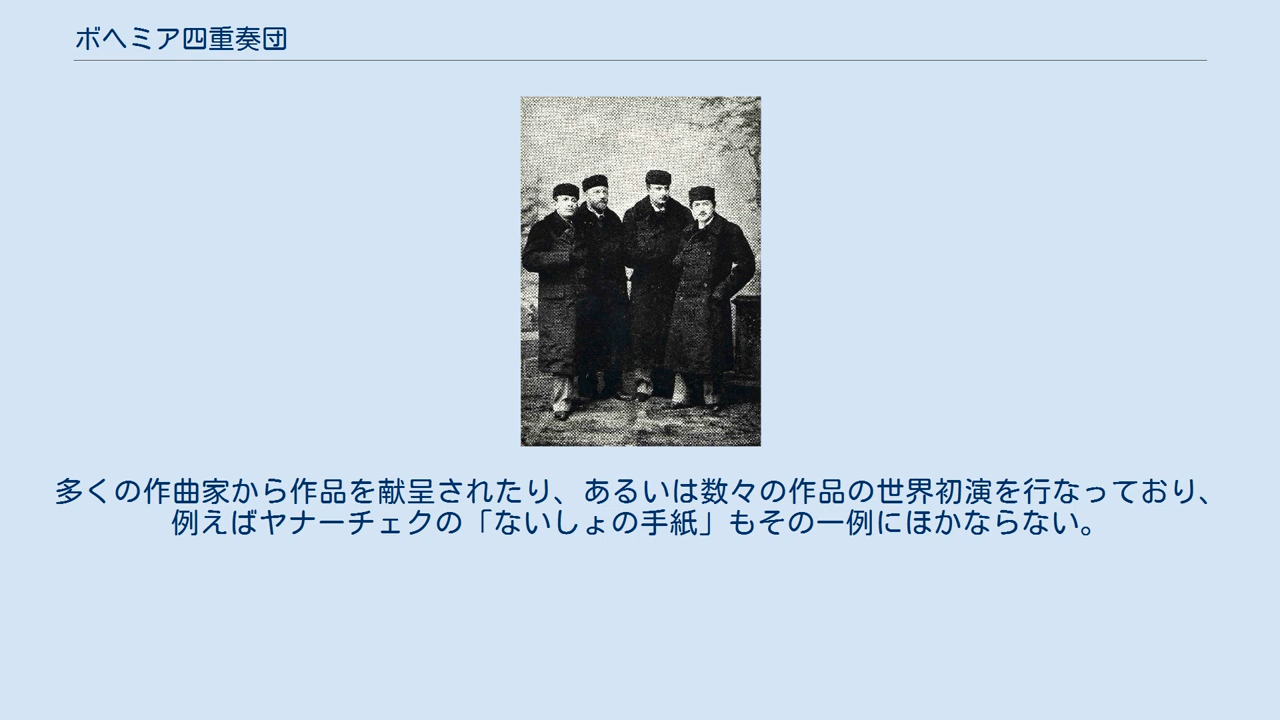 ボヘミア四重奏団
多くの作曲家から作品を献呈されたり、あるいは数々の作品の世界初演を行なっており、
例えばヤナーチェクの「ないしょの手紙」もその一例にほかならない。